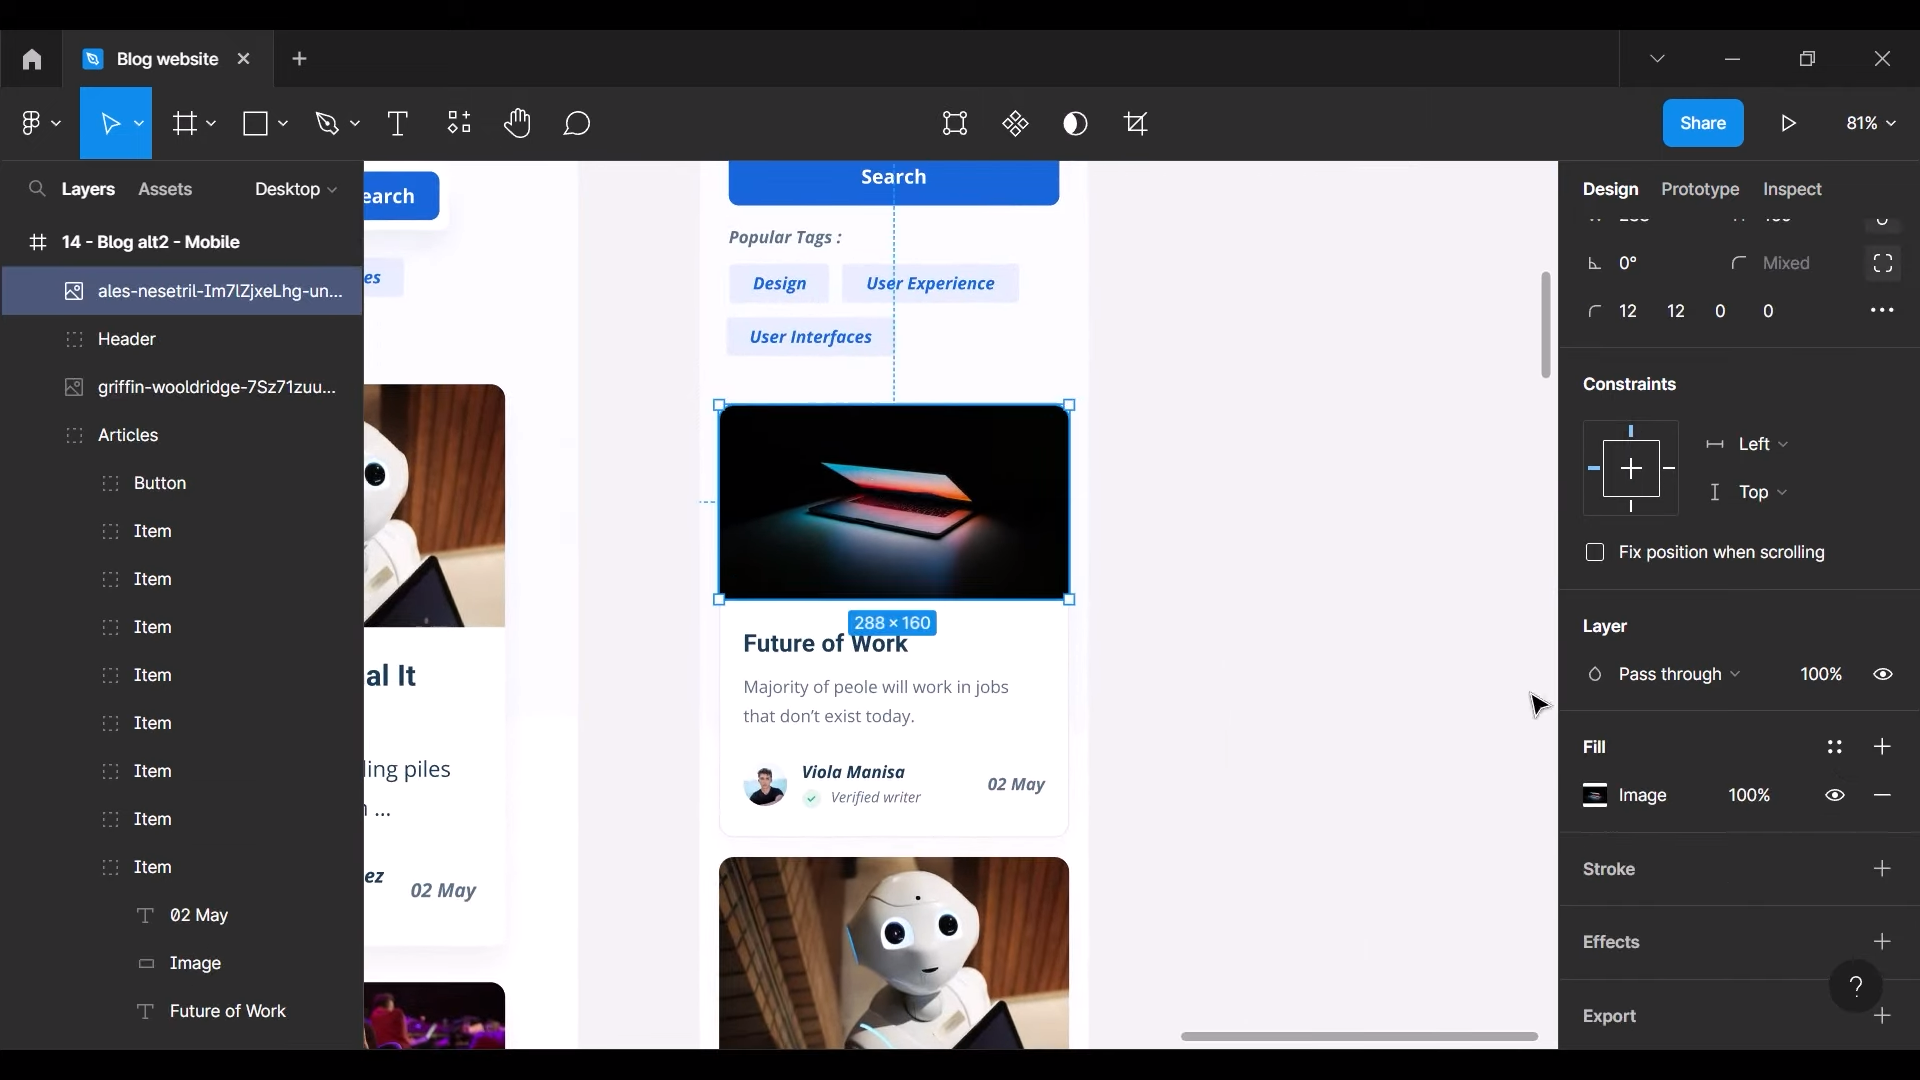 Blog website
Share
81%
Layers
Assets
Desktop
14 - Blog alt2 - Mobile
ales-nesetril-Im7lZjxeLhg-un...
Header
griffin-wooldridge-7Sz71zuu...
Articles
Button
Item
Item
Item
Item
Item
Item
Item
Item
02 May
Image
Future of Work
earch
es
al It
ling piles
n ...
ez
02 May
Search
Popular Tags :
Design
User Experience
User Interfaces
288 × 160
Future of Work
Majority of peole will work in jobs
that don't exist today.
Viola Manisa
Verified writer
02 May
Design
Prototype
Inspect
0°
Mixed
12
12
0
0
Constraints
Left
Top
Fix position when scrolling
Layer
Pass through
100%
Fill
Image
100%
Stroke
Effects
?
Export